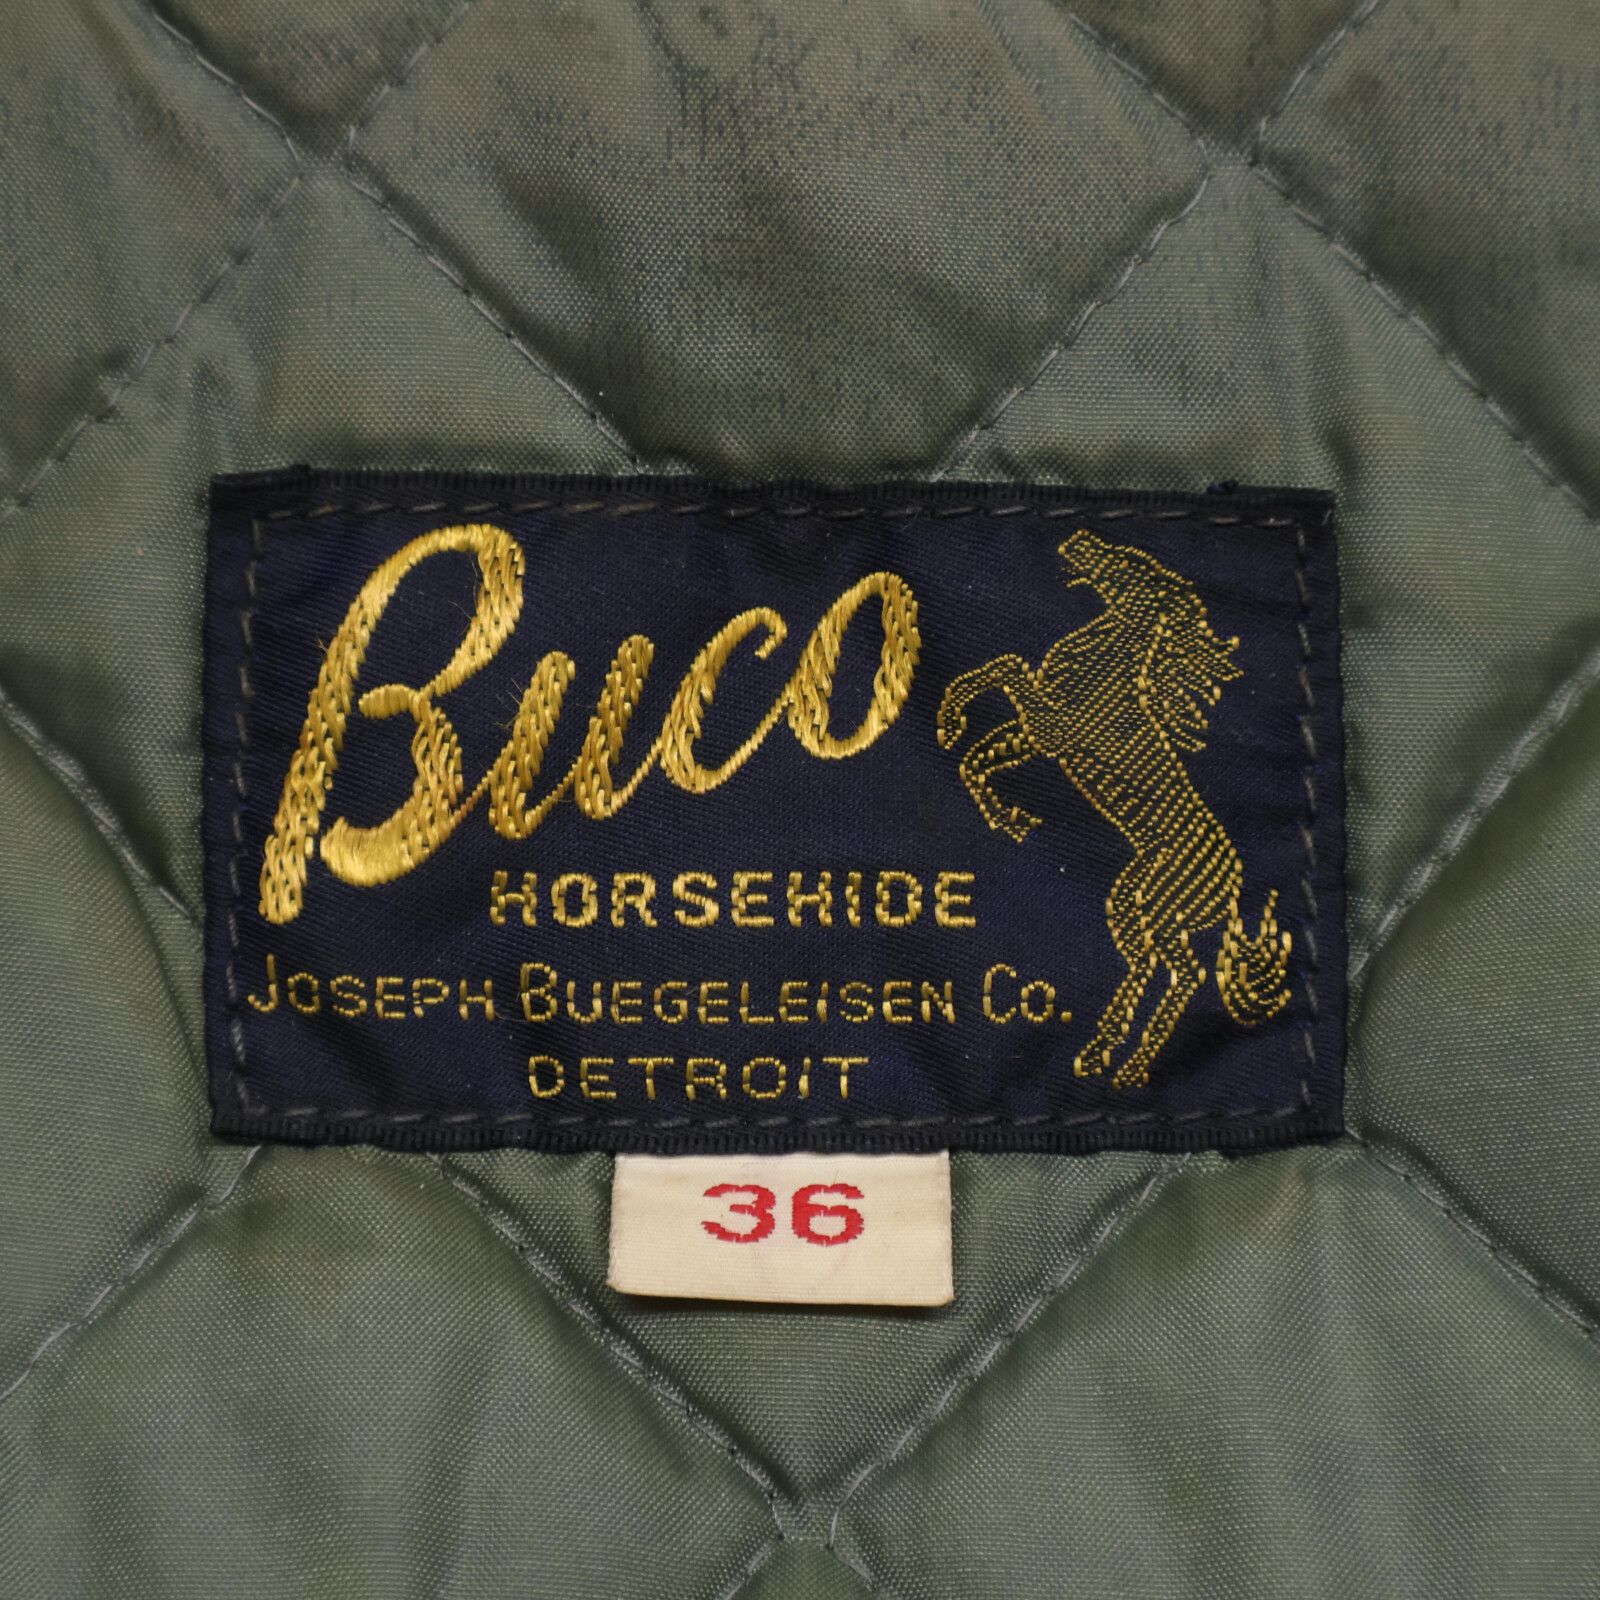 Buco
HORSEHIDE
JOSEPH BUEGELEISEN CO.
DETROIT
36